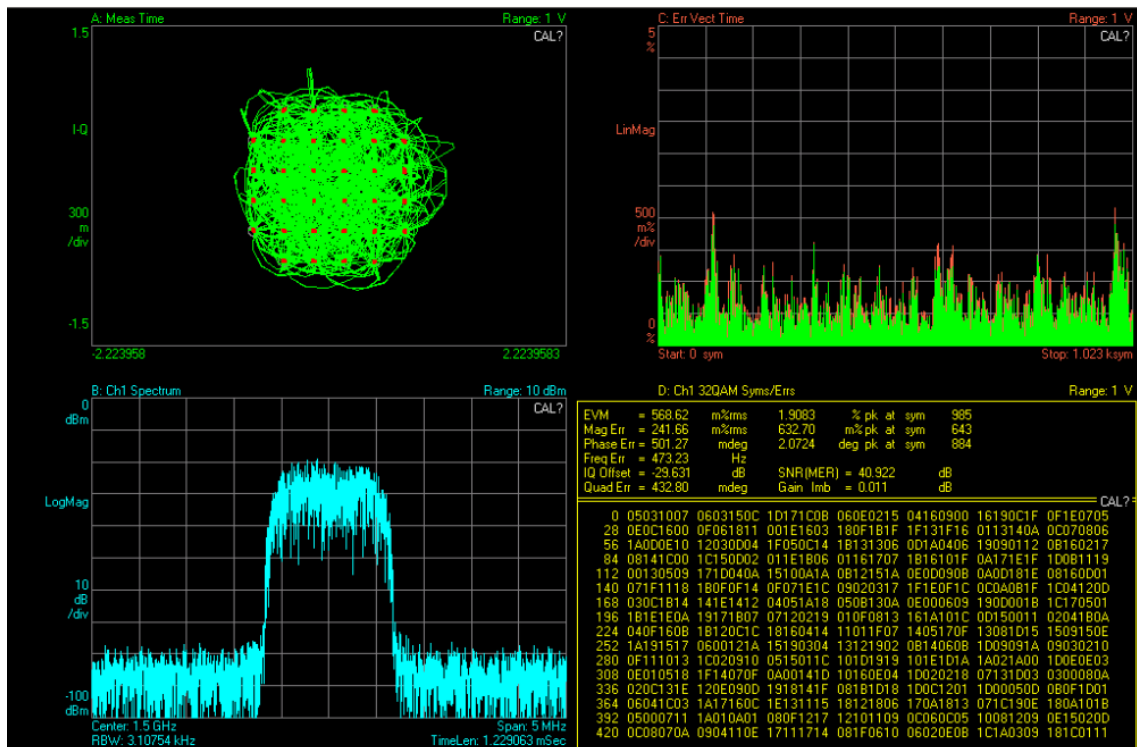 A: Meas Time Range: 1 V
1.5 CAL?
I-Q
300
m
/div
-1.5
-2.223958 2.2239583
C: Err Vect Time Range: 1 V
5 CAL?
%
LinMag
500
m%
/div
0
%
Start: 0 sym Stop: 1.023 ksym
B: Ch1 Spectrum Range: 10 dBm
0 CAL?
dBm
LogMag
10
dB
/div
-100
dBm
Center: 1.5 GHz Span: 5 MHz
RBW: 3.10754 kHz TimeLen: 1.229063 mSec
D: Ch1 32QAM Syms/Errs Range: 1 V
EVM = 568.62 m%rms 1.9083 % pk at sym 985
Mag Err = 241.66 m%rms 632.70 m% pk at sym 643
Phase Err = 501.27 mdeg 2.0724 deg pk at sym 884
Freq Err = 473.23 Hz
IQ Offset = -29.631 dB SNR(MER) = 40.922 dB
Quad Err = 432.80 mdeg Gain Imb = 0.011 dB
CAL?
0 05031007 0603150C 1D171C0B 060E0215 04160900 16190C1F 0F1E0705
28 0E0C1600 0F061811 001E1603 180F1B1F 1F131F16 0113140A 0C070806
56 1A0D0E10 12030D04 1F050C14 1B131306 0D1A0406 19090112 0B160217
84 08141C00 1C150D02 011E1B06 01161707 1B16101F 0A171E1F 1D0B1119
112 00130509 171D040A 15100A1A 0B12151A 0E0D090B 0A0D181E 08160D01
140 071F1118 1B0F0F14 0F071E1C 09020317 1F1E0F1C 0C0A0B1F 1C04120D
168 030C1B14 141E1412 04051A18 050B130A 0E000609 190D001B 1C170501
196 1B1E1E0A 19171B07 07120219 010F0813 161A101C 0D150011 02041B0A
224 040F160B 1B120C1C 18160414 11011F07 1405170F 13081D15 1509150E
252 1A191517 0600121A 15190304 13121902 0B14060B 1D09091A 09030210
280 0F111013 1C020910 0515011C 101D1919 101E1D1A 1A021A00 1D0E0E03
308 0E010518 1F14070F 0A00141D 10160E04 1D020218 07131D03 0300080A
336 020C131E 120E090D 1918141F 081B1D18 1D0C1201 1D00050D 0B0F1D01
364 06041C03 1A17160C 1E131115 18121806 170A1813 071C190E 180A101B
392 05000711 1A010A01 080F1217 12101109 0C060C05 10081209 0E15020D
420 0C08070A 0904110E 17111714 081F0610 06020E0B 1C1A0309 181C0111